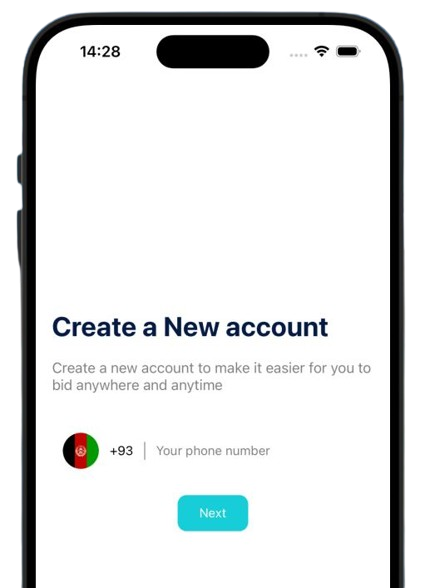 14:28
Create a New account
Create a new account to make it easier for you to
bid anywhere and anytime
+93 | Your phone number
Next